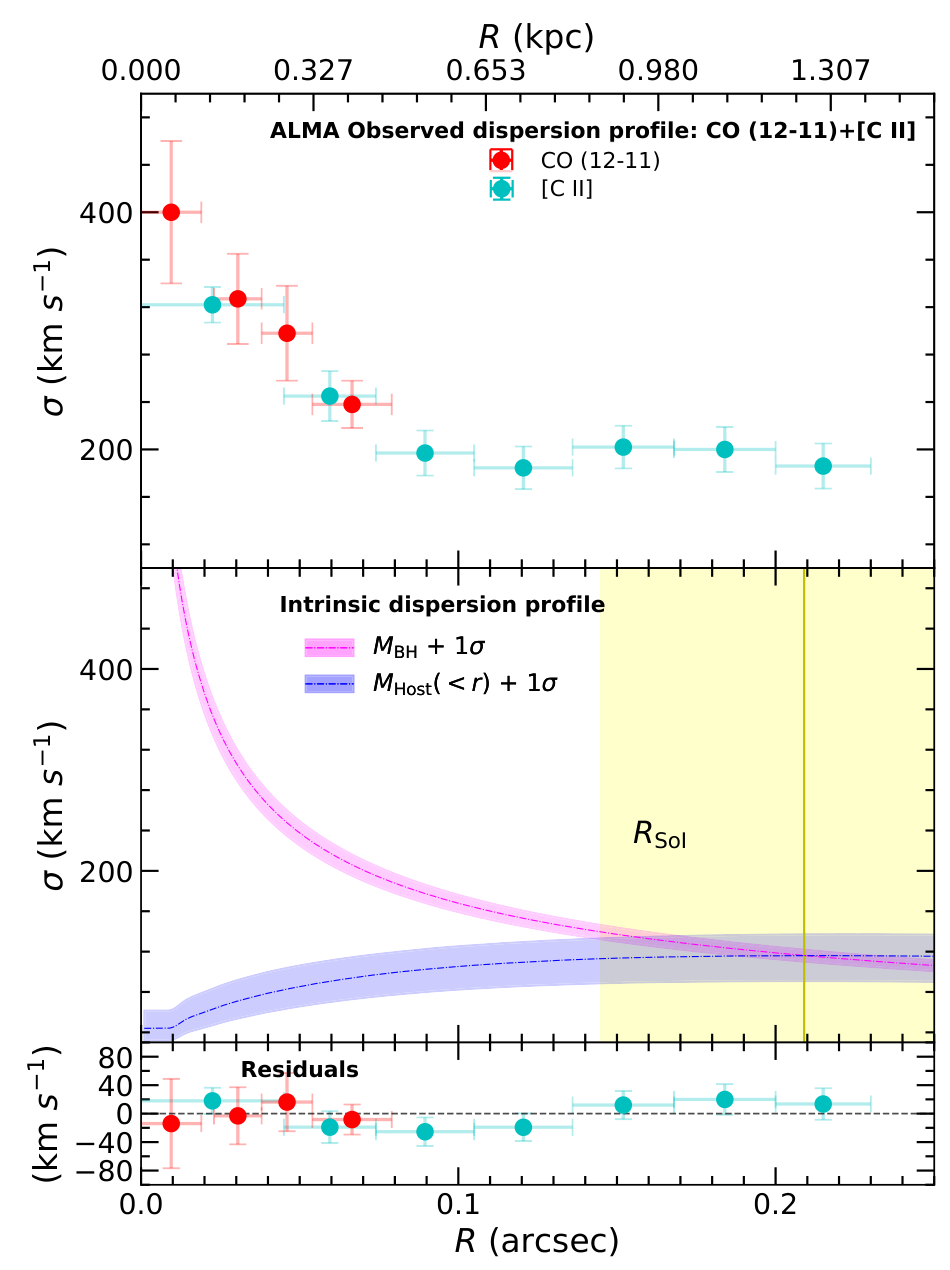 R (kpc)
0.000 0.327 0.653 0.980 1.307
ALMA Observed dispersion profile: CO (12-11)+[C II]
CO (12-11)
[C II]
400
200
σ (km s⁻¹)
Intrinsic dispersion profile
M_BH + 1σ
M_Host(< r) + 1σ
400
200
σ (km s⁻¹)
R_Sol
Residuals
80
40
0
−40
−80
(km s⁻¹)
0.0 0.1 0.2
R (arcsec)